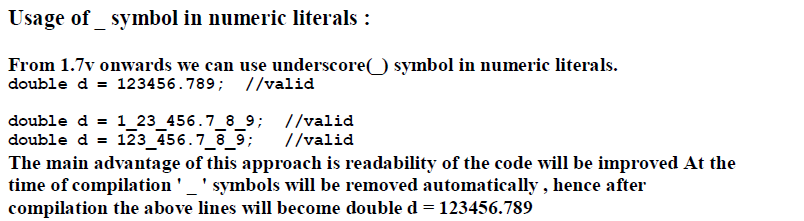 Usage of _ symbol in numeric literals :
From 1.7v onwards we can use underscore(_) symbol in numeric literals.
double d = 123456.789;  //valid
double d = 1_23_456.7_8_9;  //valid
double d = 123_456.7_8_9;   //valid
The main advantage of this approach is readability of the code will be improved At the
time of compilation ' _ ' symbols will be removed automatically , hence after
compilation the above lines will become double d = 123456.789